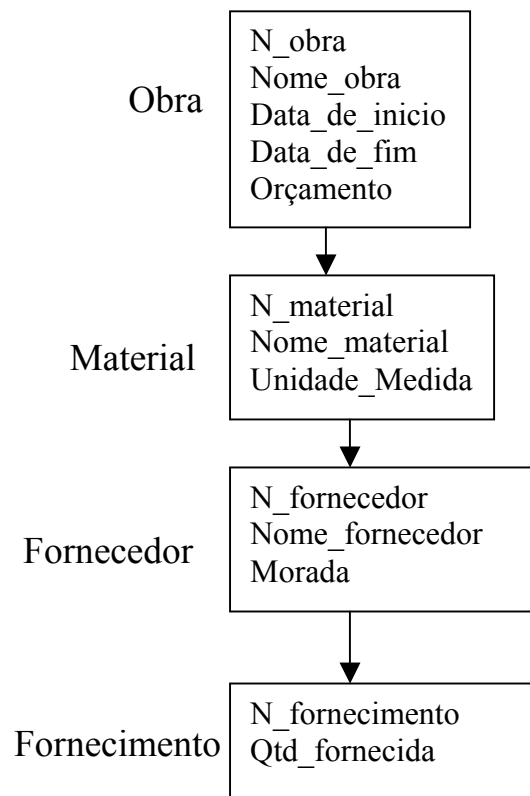 Obra
N_obra
Nome_obra
Data_de_inicio
Data_de_fim
Orçamento
Material
N_material
Nome_material
Unidade_Medida
Fornecedor
N_fornecedor
Nome_fornecedor
Morada
Fornecimento
N_fornecimento
Qtd_fornecida